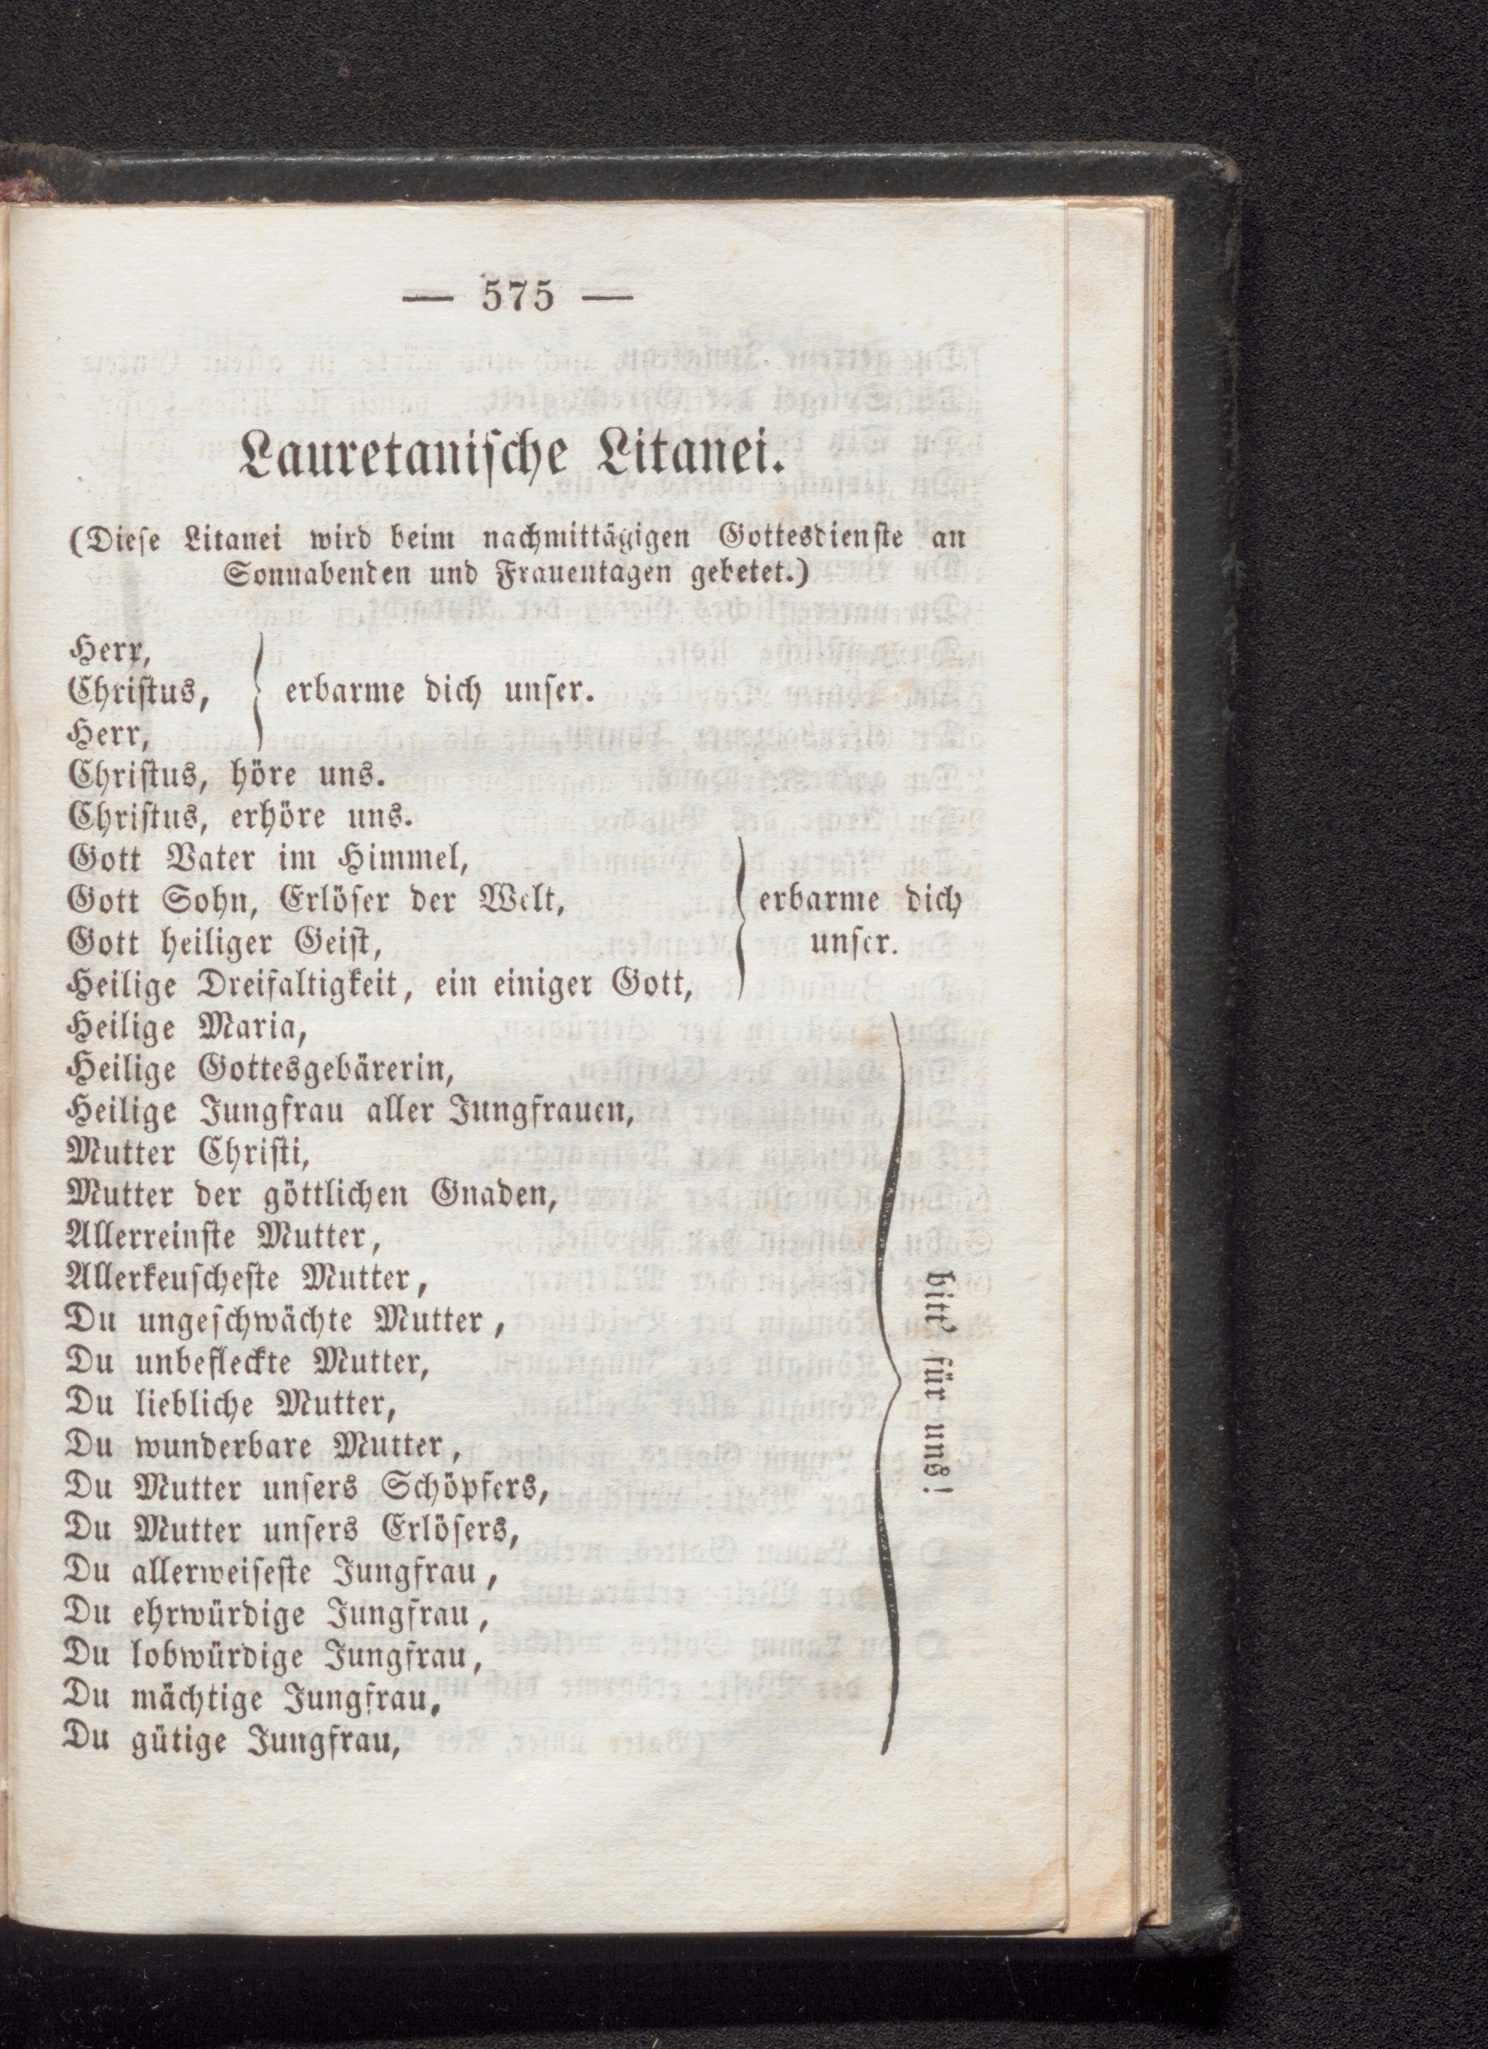 — 575 —
Lauretaniſche Litanei.
(Dieſe Litanei wird beim nachmittägigen Gottesdienſte an
Sonnabenden und Frauentagen gebetet.)
Herr,
Chriſtus, } erbarme dich unſer.
Herr,
Chriſtus, höre uns.
Chriſtus, erhöre uns.
Gott Vater im Himmel,
Gott Sohn, Erlöſer der Welt, } erbarme dich
Gott heiliger Geiſt, unſer.
Heilige Dreifaltigkeit, ein einiger Gott,
Heilige Maria,
Heilige Gottesgebärerin,
Heilige Jungfrau aller Jungfrauen,
Mutter Chriſti,
Mutter der göttlichen Gnaden,
Allerreinſte Mutter,
Allerkeuſcheſte Mutter,
Du ungeſchwächte Mutter,
Du unbefleckte Mutter,
Du liebliche Mutter,
Du wunderbare Mutter,
Du Mutter unſers Schöpfers,
Du Mutter unſers Erlöſers,
Du allerweiſeſte Jungfrau,
Du ehrwürdige Jungfrau,
Du lobwürdige Jungfrau,
Du mächtige Jungfrau,
Du gütige Jungfrau,
bitt' für uns!